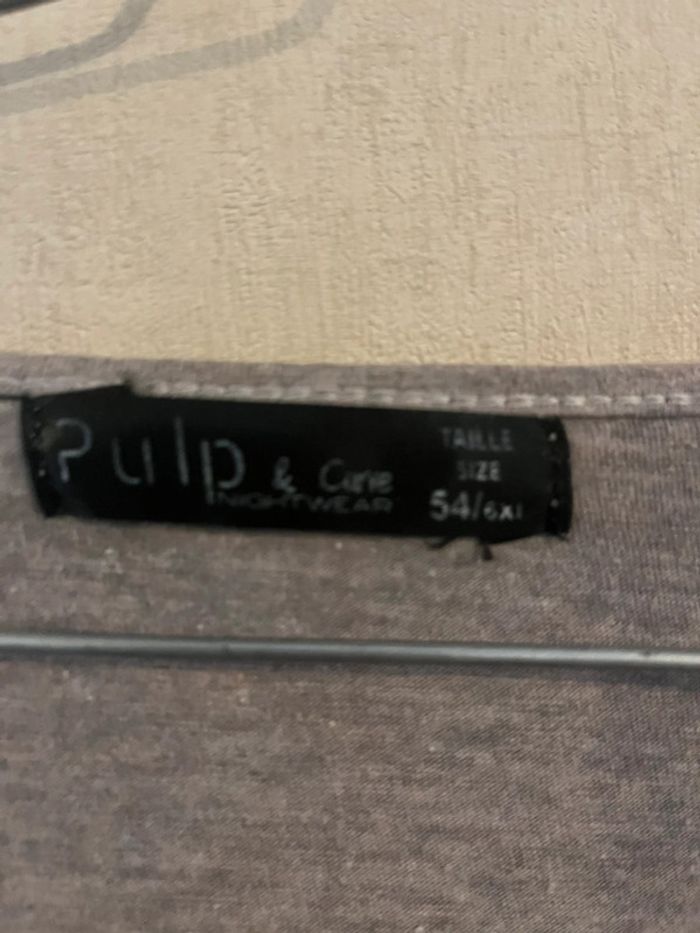 Pulp & Curve
NIGHTWEAR
TAILLE
SIZE
54/6XL